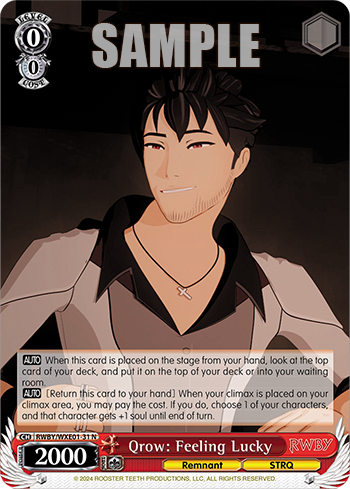 LEVEL
0
0
COST
SAMPLE
AUTO When this card is placed on the stage from your hand, look at the
top card of your deck, and put it on the top of your deck or into your waiting
room.
AUTO [Return this card to your hand] When your climax is placed on your
climax area, you may pay the cost. If you do, choose 1 of your characters,
and that character gets +1 soul until end of turn.
RWBY/WXE01-31 N
POWER
2000
Qrow: Feeling Lucky
RWBY
Remnant
STRQ
© 2024 ROOSTER TEETH PRODUCTIONS, LLC, ALL RIGHTS RESERVED.